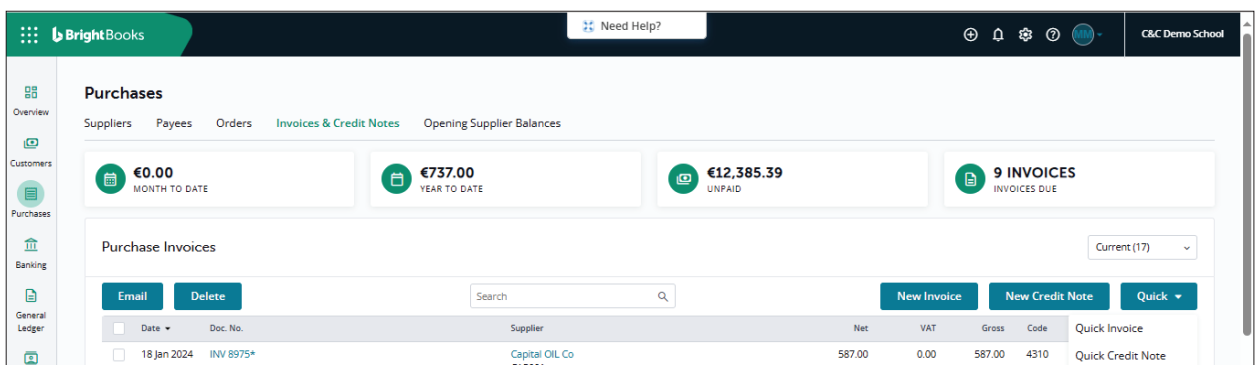 BrightBooks
Need Help?
MM
C&C Demo School
Overview
Customers
Purchases
Banking
General
Ledger
Purchases
Suppliers Payees Orders Invoices & Credit Notes Opening Supplier Balances
€0.00
MONTH TO DATE
€737.00
YEAR TO DATE
€12,385.39
UNPAID
9 INVOICES
INVOICES DUE
Purchase Invoices
Current (17)
Email Delete Search New Invoice New Credit Note Quick
Date Doc. No. Supplier Net VAT Gross Code Quick Invoice
18 Jan 2024 INV 8975* Capital OIL Co 587.00 0.00 587.00 4310 Quick Credit Note